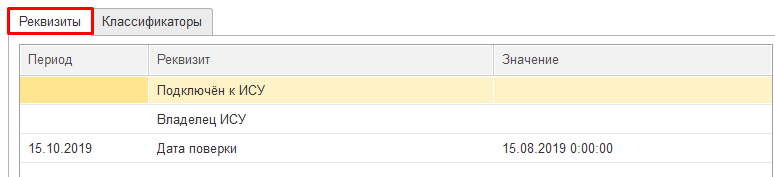 Реквизиты Классификаторы
Период Реквизит Значение
Подключён к ИСУ
Владелец ИСУ
15.10.2019 Дата поверки 15.08.2019 0:00:00